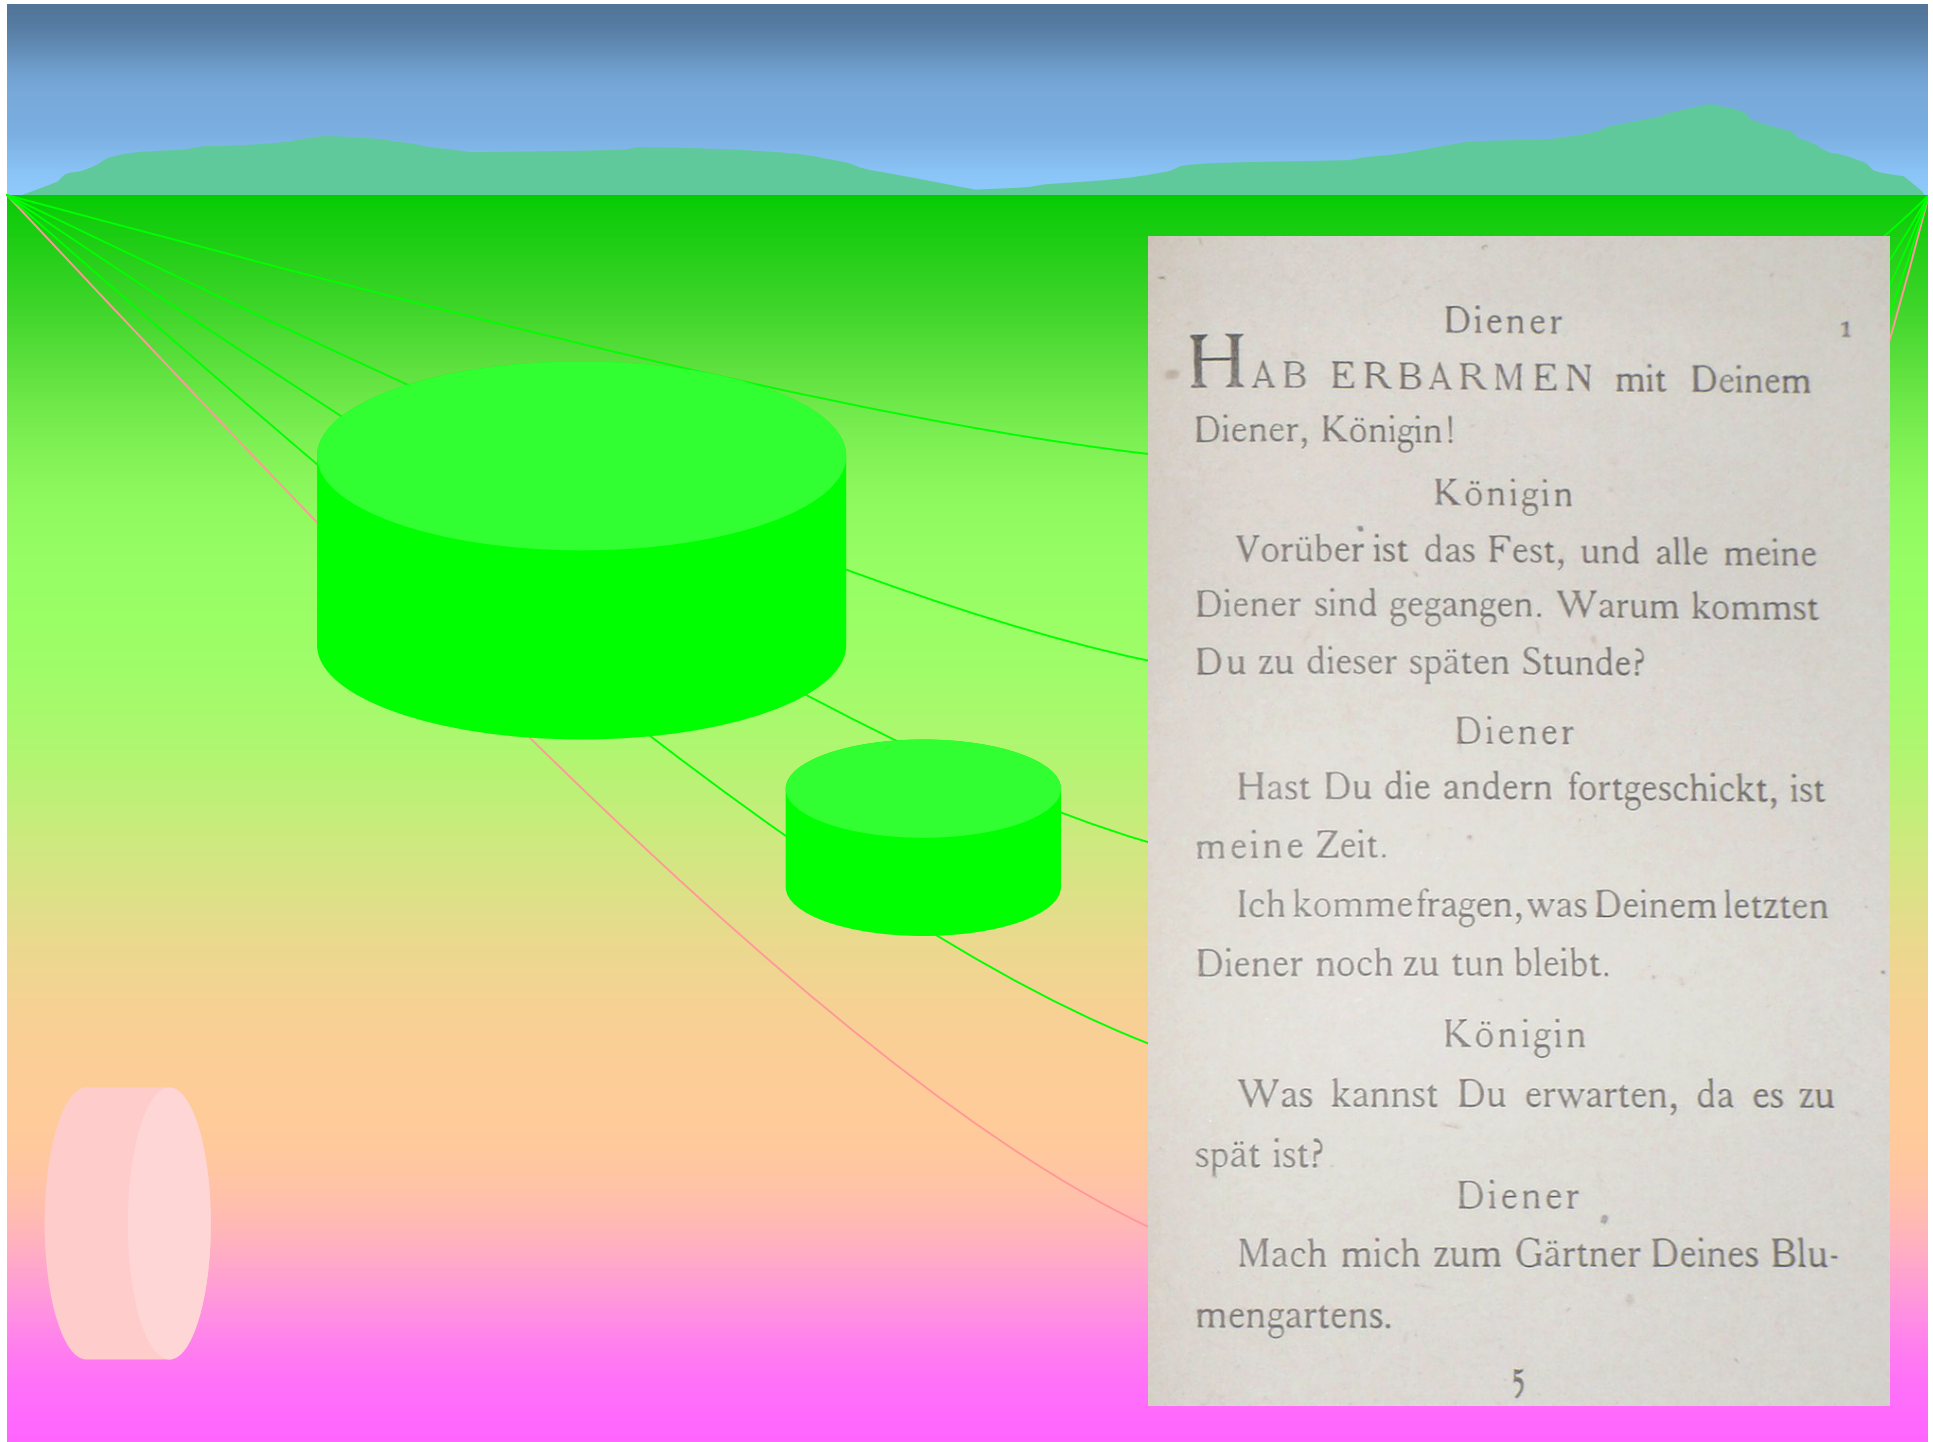 Diener
1
HAB ERBARMEN mit Deinem
Diener, Königin!
Königin
Vorüber ist das Fest, und alle meine
Diener sind gegangen. Warum kommst
Du zu dieser späten Stunde?
Diener
Hast Du die andern fortgeschickt, ist
meine Zeit.
Ich komme fragen, was Deinem letzten
Diener noch zu tun bleibt.
Königin
Was kannst Du erwarten, da es zu
spät ist?
Diener
Mach mich zum Gärtner Deines Blu-
mengartens.
5